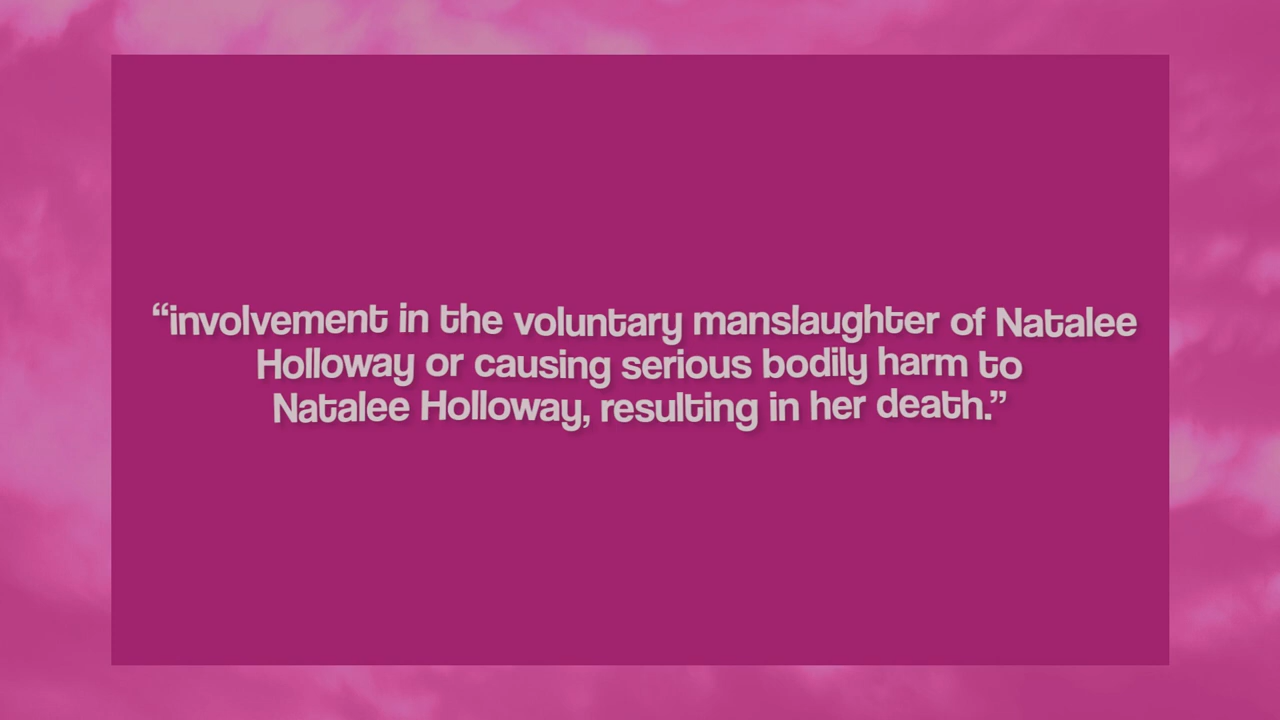 “involvement in the voluntary manslaughter of Natalee
Holloway or causing serious bodily harm to
Natalee Holloway, resulting in her death.”